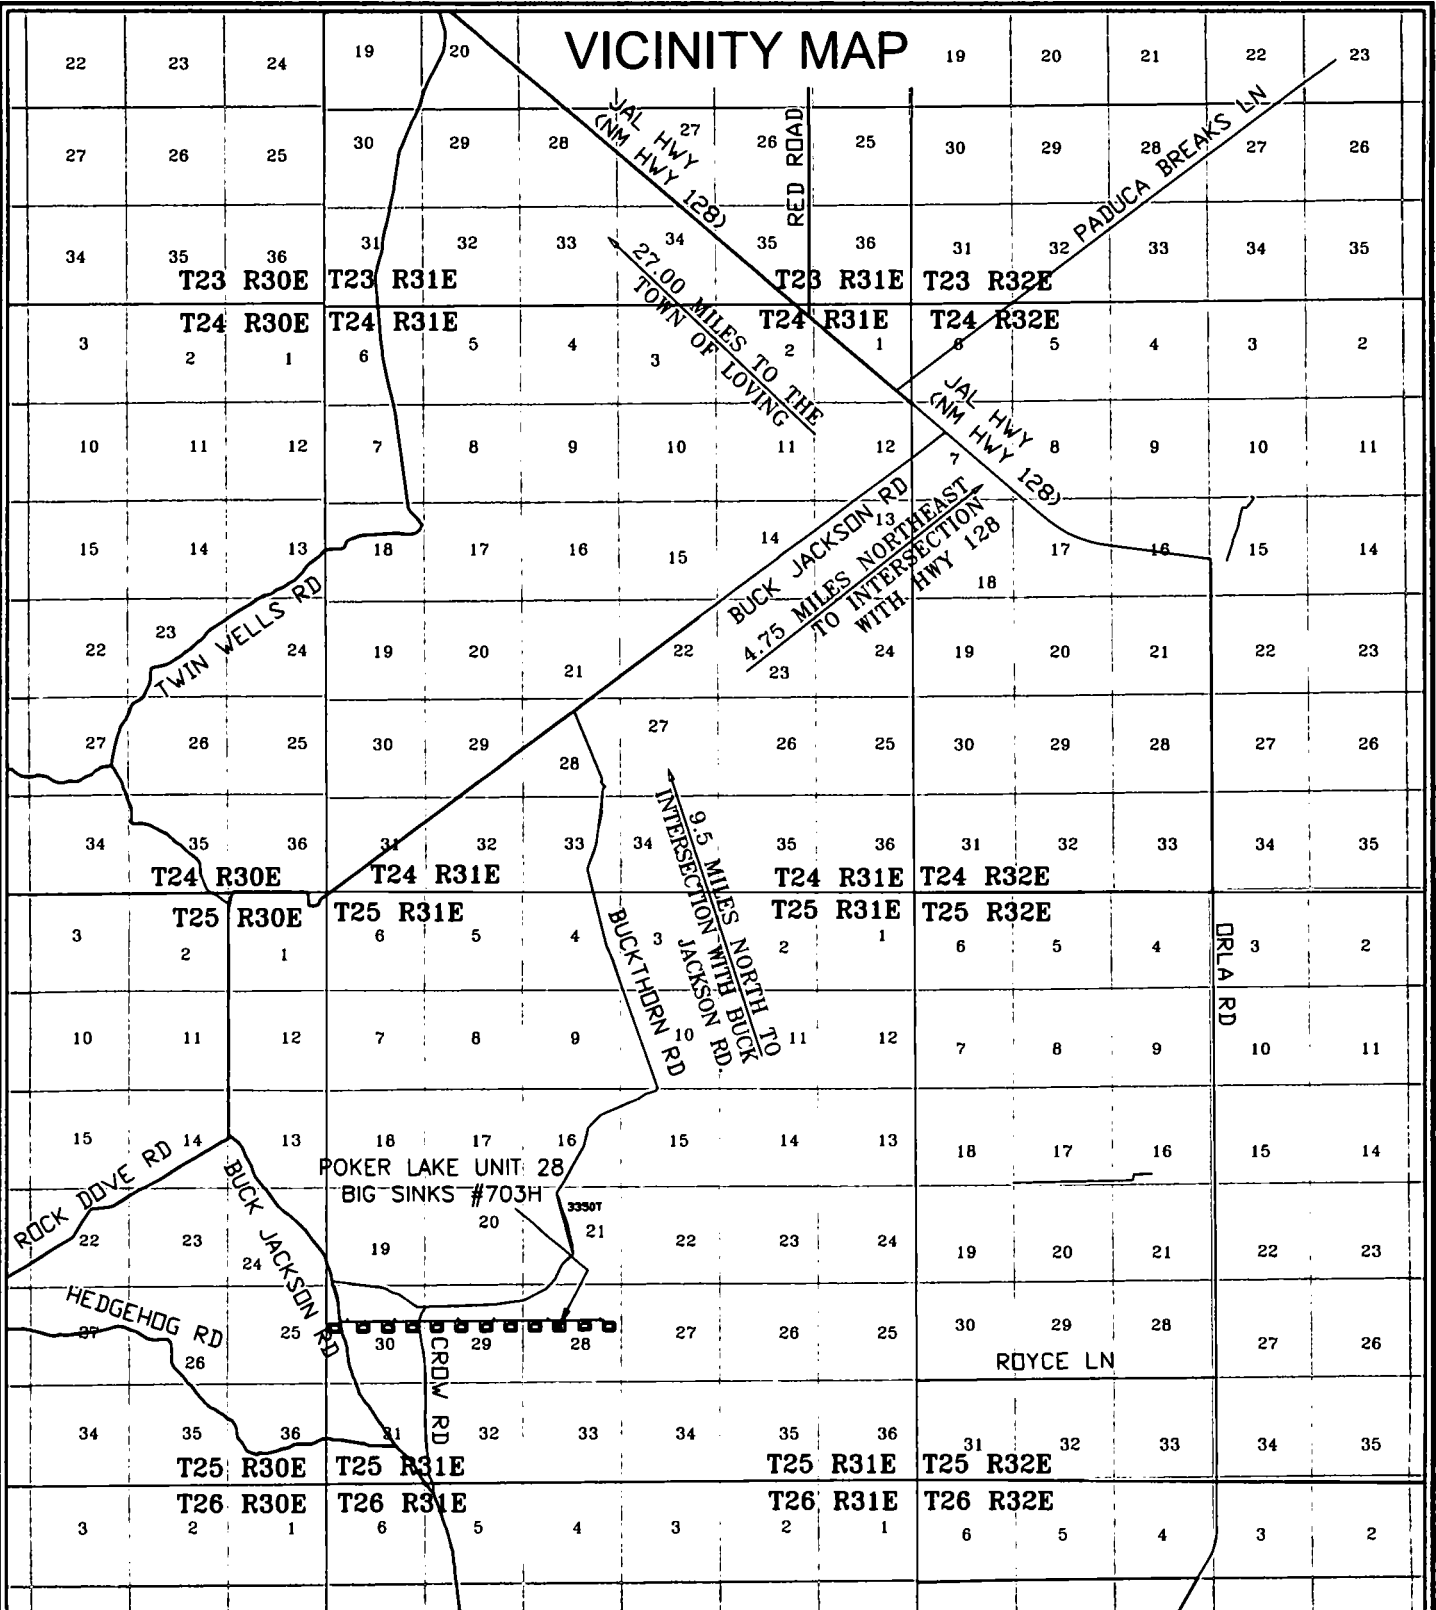 VICINITY MAP
22 23 24 19 20 19 20 21 22 23
JAL HWY
(NM HWY 128)
RED ROAD
PADUCA BREAKS LN
27 26 25 30 29 28 27 26 25 30 29 28 27 26
34 35 36 31 32 33 34 35 36 31 32 33 34 35
T23 R30E T23 R31E T23 R31E T23 R32E
27.00 MILES TO THE
TOWN OF LOVING
T24 R30E T24 R31E T24 R31E T24 R32E
3 2 1 6 5 4 3 2 1 6 5 4 3 2
JAL HWY
(NM HWY 128)
10 11 12 7 8 9 10 11 12 7 8 9 10 11
BUCK JACKSON RD
4.75 MILES NORTHEAST
TO INTERSECTION
WITH HWY 128
15 14 13 18 17 16 15 14 13 18 17 16 15 14
TWIN WELLS RD
22 23 24 19 20 21 22 23 24 19 20 21 22 23
27 26 25 30 29 28 27 26 25 30 29 28 27 26
9.5 MILES NORTH TO
INTERSECTION WITH BUCK
JACKSON RD.
34 35 36 31 32 33 34 35 36 31 32 33 34 35
T24 R30E T24 R31E T24 R31E T24 R32E
T25 R30E T25 R31E T25 R31E T25 R32E
3 2 1 6 5 4 3 2 1 6 5 4 3 2
BUCKTHORN RD
ORLA RD
10 11 12 7 8 9 10 11 12 7 8 9 10 11
15 14 13 18 17 16 15 14 13 18 17 16 15 14
ROCK DOVE RD
BUCK JACKSON RD
POKER LAKE UNIT 28
BIG SINKS #703H
3350T
22 23 24 19 20 21 22 23 24 19 20 21 22 23
HEDGEHOG RD
27 26 25 30 29 28 27 26 25 30 29 28 27 26
CROW RD
ROYCE LN
34 35 36 31 32 33 34 35 36 31 32 33 34 35
T25 R30E T25 R31E T25 R31E T25 R32E
T26 R30E T26 R31E T26 R31E T26 R32E
3 2 1 6 5 4 3 2 1 6 5 4 3 2